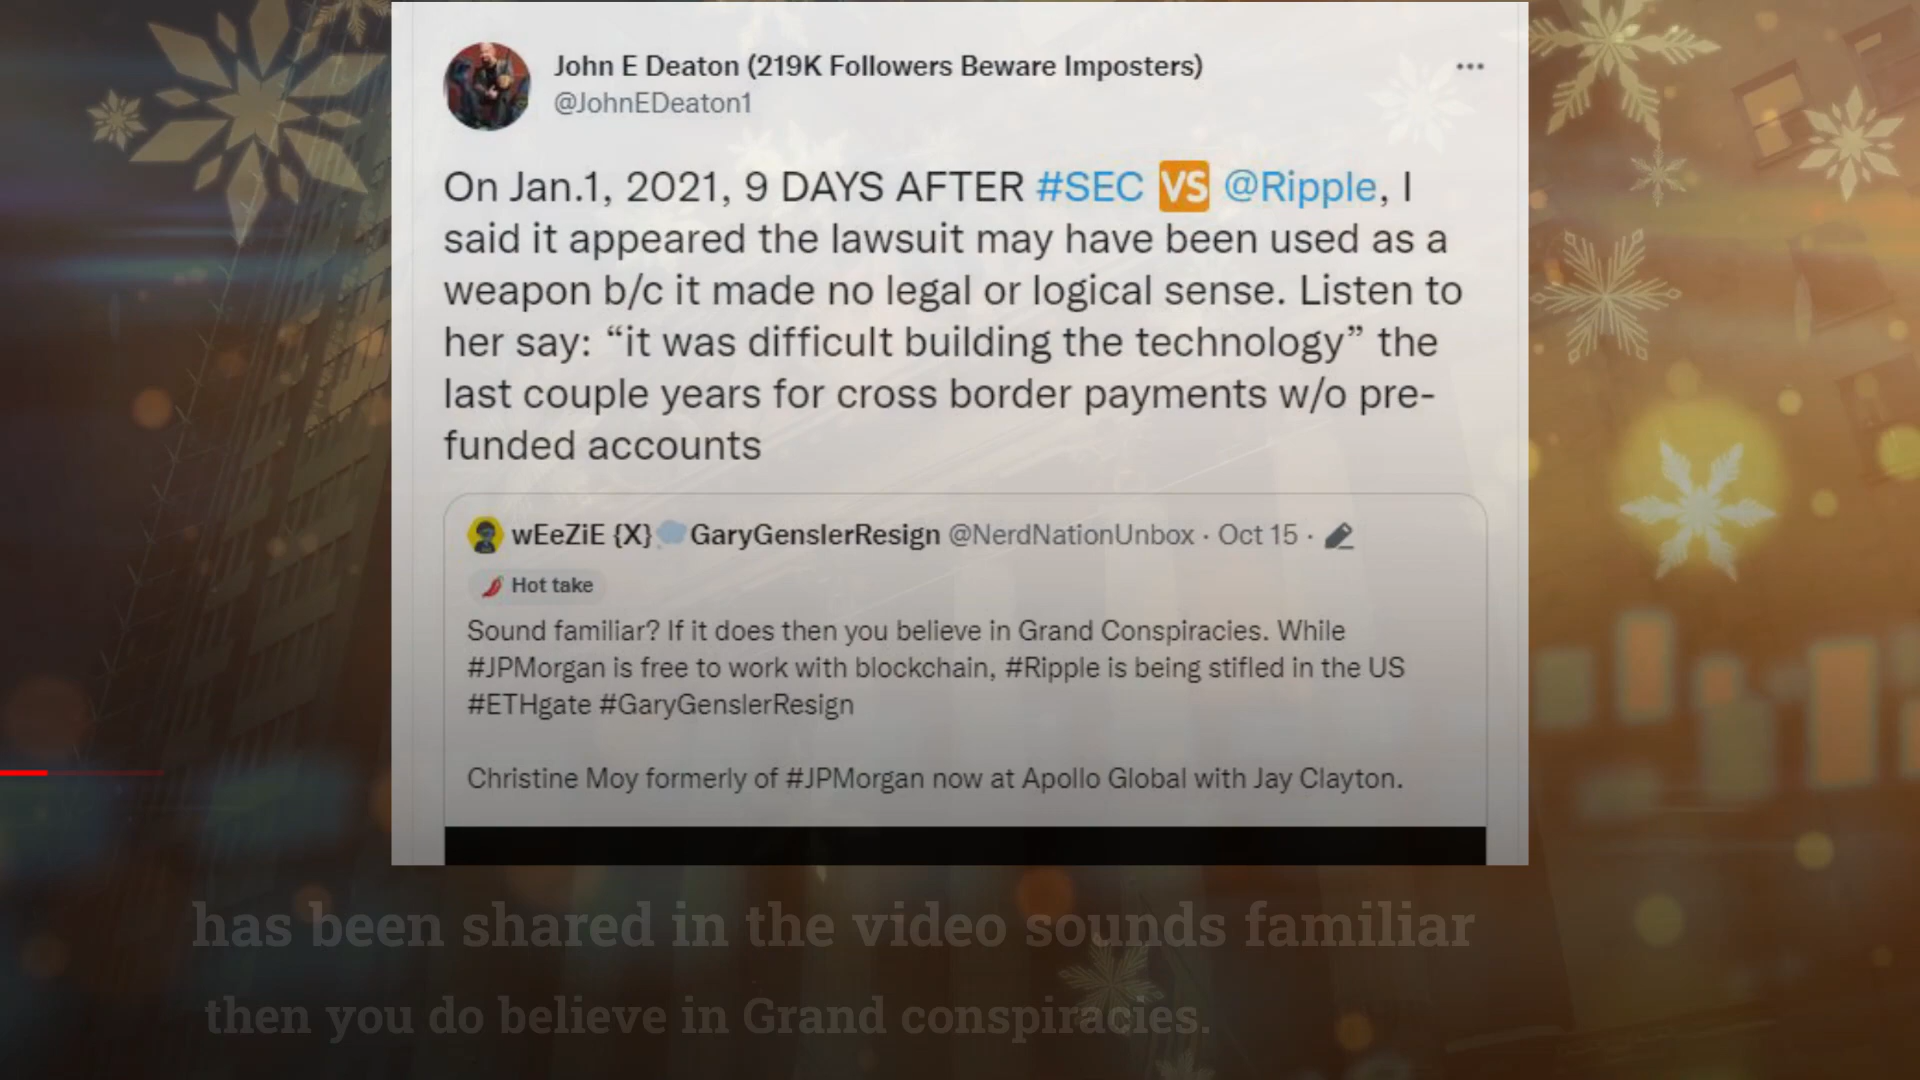 John E Deaton (219K Followers Beware Imposters)
@JohnEDeaton1
On Jan.1, 2021, 9 DAYS AFTER #SEC 🆚 @Ripple, I
said it appeared the lawsuit may have been used as a
weapon b/c it made no legal or logical sense. Listen to
her say: “it was difficult building the technology” the
last couple years for cross border payments w/o pre-
funded accounts
wEeZiE {X}💭GaryGenslerResign @NerdNationUnbox · Oct 15 ·
🌶️ Hot take
Sound familiar? If it does then you believe in Grand Conspiracies. While
#JPMorgan is free to work with blockchain, #Ripple is being stifled in the US
#ETHgate #GaryGenslerResign
Christine Moy formerly of #JPMorgan now at Apollo Global with Jay Clayton.
has been shared in the video sounds familiar
then you do believe in Grand conspiracies.